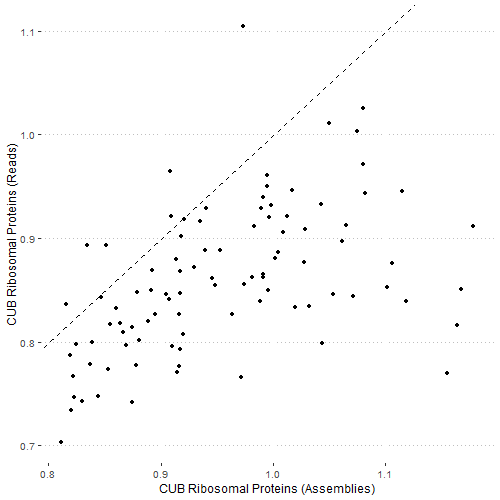 CUB Ribosomal Proteins (Reads)
1.1
1.0
0.9
0.8
0.7
0.8 0.9 1.0 1.1
CUB Ribosomal Proteins (Assemblies)